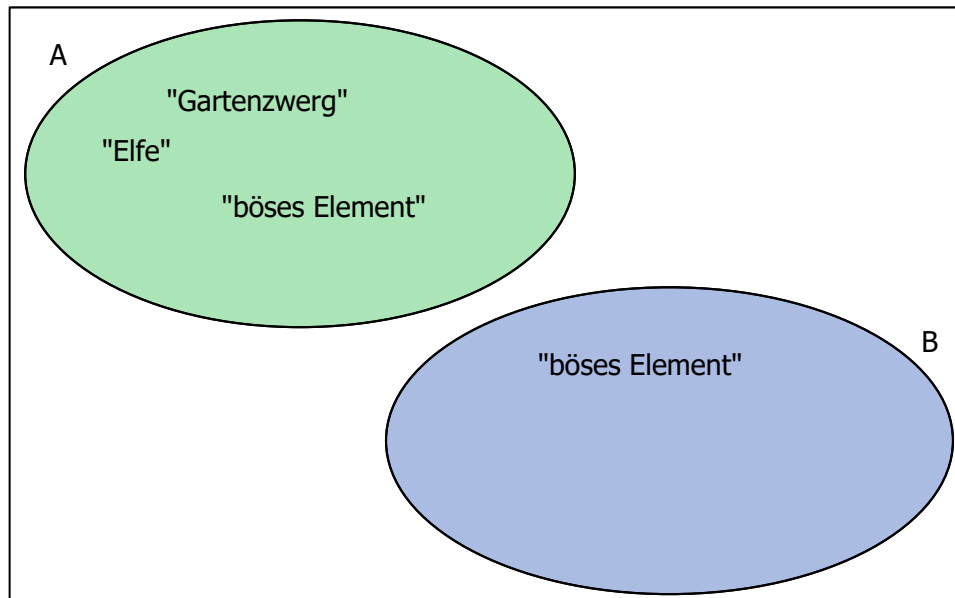 A
"Gartenzwerg"
"Elfe"
"böses Element"
B
"böses Element"